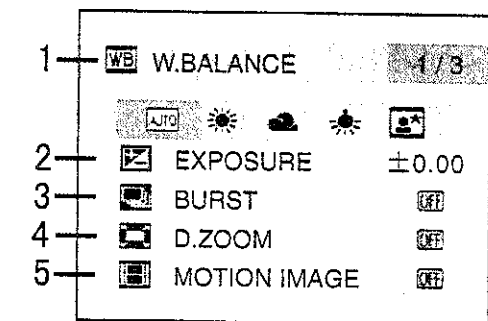 1 WB W.BALANCE 1/3
AUTO
2 EXPOSURE ±0.00
3 BURST OFF
4 D.ZOOM OFF
5 MOTION IMAGE OFF